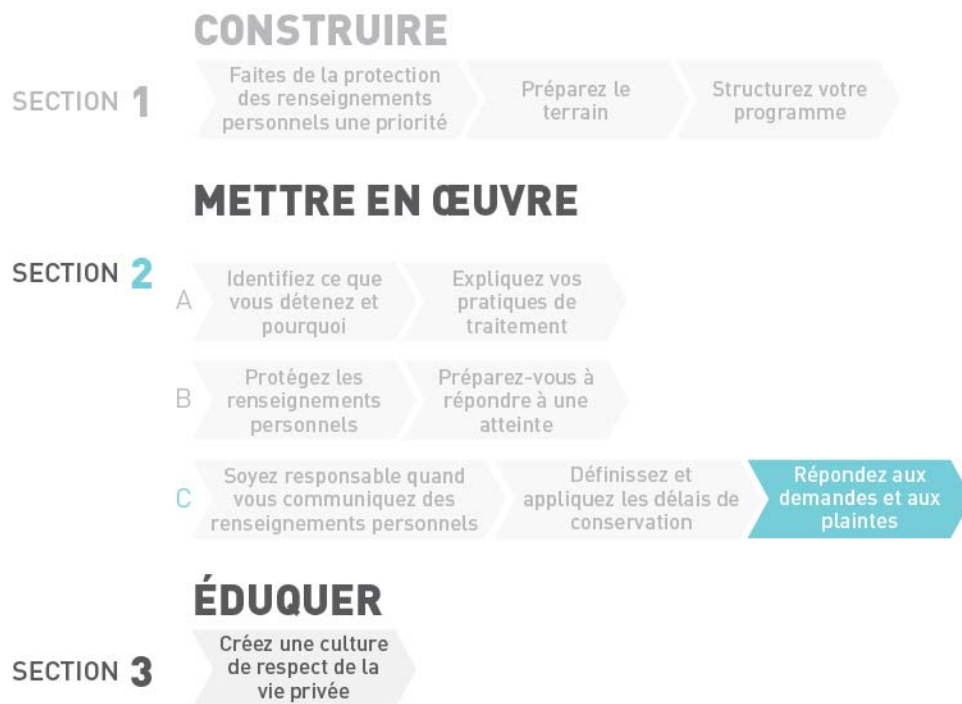 CONSTRUIRE
SECTION 1
Faites de la protection
des renseignements
personnels une priorité
Préparez le
terrain
Structurez votre
programme
METTRE EN ŒUVRE
SECTION 2
A
Identifiez ce que
vous détenez et
pourquoi
Expliquez vos
pratiques de
traitement
B
Protégez les
renseignements
personnels
Préparez-vous à
répondre à une
atteinte
C
Soyez responsable quand
vous communiquez des
renseignements personnels
Définissez et
appliquez les délais de
conservation
Répondez aux
demandes et aux
plaintes
ÉDUQUER
SECTION 3
Créez une culture
de respect de la
vie privée